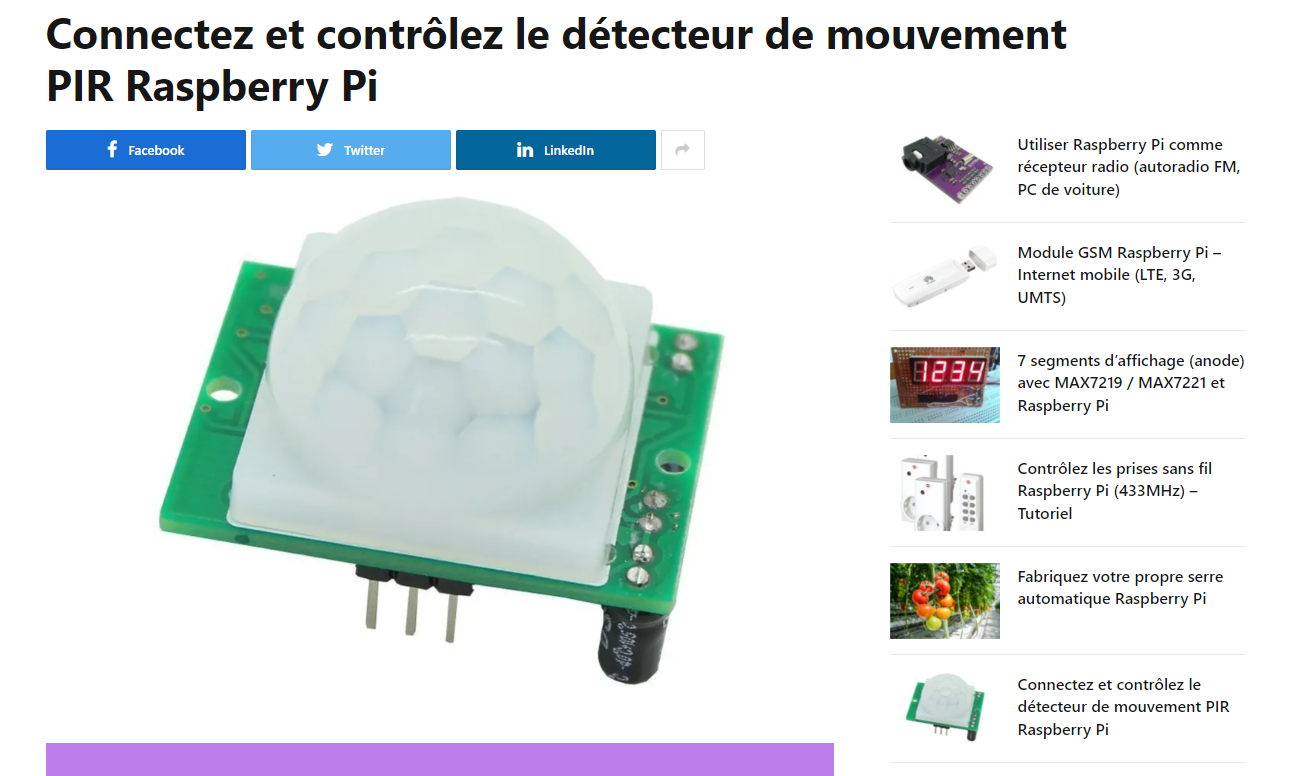 Connectez et contrôlez le détecteur de mouvement
PIR Raspberry Pi
Facebook
Twitter
LinkedIn
Utiliser Raspberry Pi comme
récepteur radio (autoradio FM,
PC de voiture)
Module GSM Raspberry Pi –
Internet mobile (LTE, 3G,
UMTS)
1234
7 segments d’affichage (anode)
avec MAX7219 / MAX7221 et
Raspberry Pi
Contrôlez les prises sans fil
Raspberry Pi (433MHz) –
Tutoriel
Fabriquez votre propre serre
automatique Raspberry Pi
Connectez et contrôlez le
détecteur de mouvement PIR
Raspberry Pi